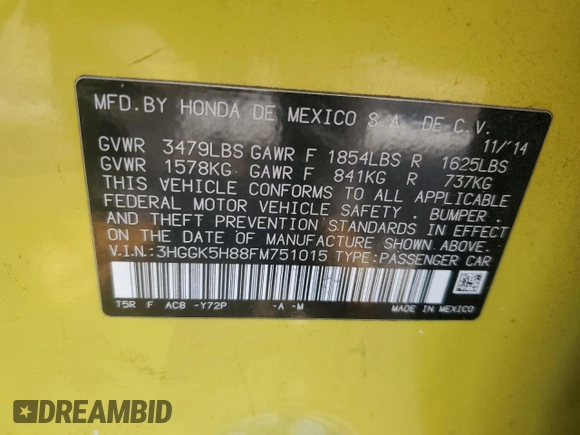 MFD.BY HONDA DE MEXICO S.A. DE C.V.
11/'14
GVWR 3479LBS GAWR F 1854LBS R 1625LBS
GVWR 1578KG GAWR F 841KG R 737KG
THIS VEHICLE CONFORMS TO ALL APPLICABLE
FEDERAL MOTOR VEHICLE SAFETY , BUMPER ,
AND THEFT PREVENTION STANDARDS IN EFFECT
ON THE DATE OF MANUFACTURE SHOWN ABOVE.
V.I.N.:3HGGK5H88FM751015 TYPE:PASSENGER CAR
T5R F AC8 -Y72P -A -M
MADE IN MEXICO
DREAMBID